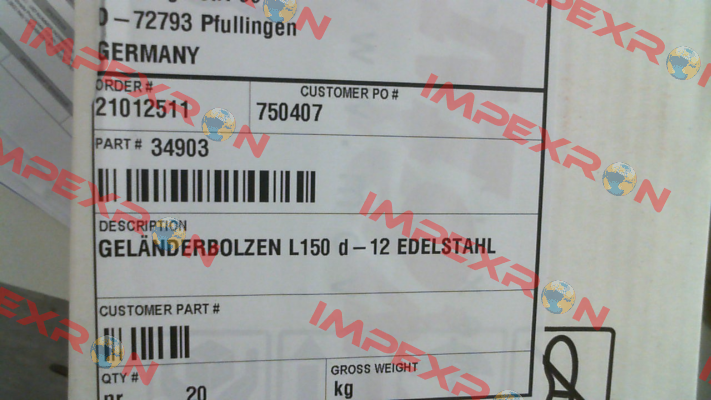 D-72793 Pfullingen
GERMANY
ORDER #
21012511
CUSTOMER PO #
750407
PART # 34903
DESCRIPTION
GELÄNDERBOLZEN L150 d-12 EDELSTAHL
CUSTOMER PART #
QTY #
20
GROSS WEIGHT
kg
IMPEXRON
IMPEXRON
IMPEXRON
IMPEXRON
IMPEXRON
IMPEXRON